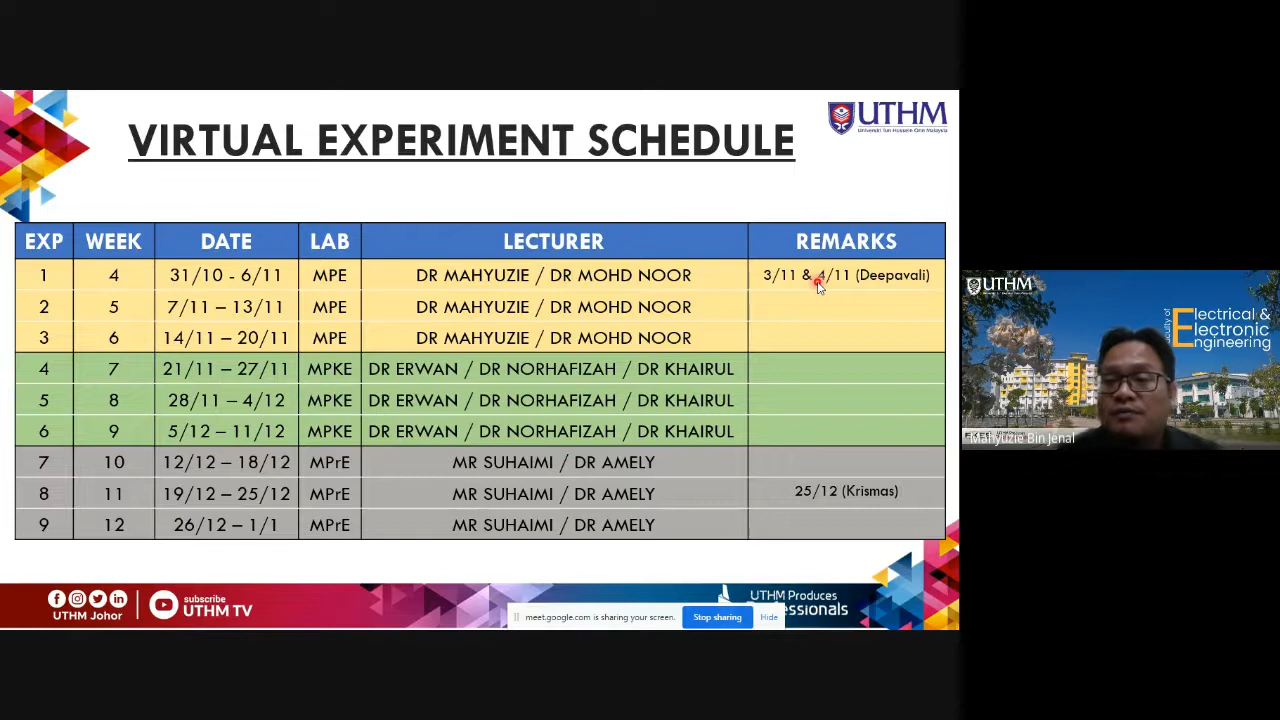 VIRTUAL EXPERIMENT SCHEDULE
UTHM
Universiti Tun Hussein Onn Malaysia
EXP WEEK DATE LAB LECTURER REMARKS
1 4 31/10 - 6/11 MPE DR MAHYUZIE / DR MOHD NOOR 3/11 & 4/11 (Deepavali)
2 5 7/11 – 13/11 MPE DR MAHYUZIE / DR MOHD NOOR
3 6 14/11 – 20/11 MPE DR MAHYUZIE / DR MOHD NOOR
4 7 21/11 – 27/11 MPKE DR ERWAN / DR NORHAFIZAH / DR KHAIRUL
5 8 28/11 – 4/12 MPKE DR ERWAN / DR NORHAFIZAH / DR KHAIRUL
6 9 5/12 – 11/12 MPKE DR ERWAN / DR NORHAFIZAH / DR KHAIRUL
7 10 12/12 – 18/12 MPrE MR SUHAIMI / DR AMELY
8 11 19/12 – 25/12 MPrE MR SUHAIMI / DR AMELY 25/12 (Krismas)
9 12 26/12 – 1/1 MPrE MR SUHAIMI / DR AMELY
UTHM Johor
subscribe
UTHM TV
UTHM Produces
meet.google.com is sharing your screen. Stop sharing Hide
UTHM
Faculty of
Electrical &
Electronic
Engineering
Mahyuzie Bin Jenal